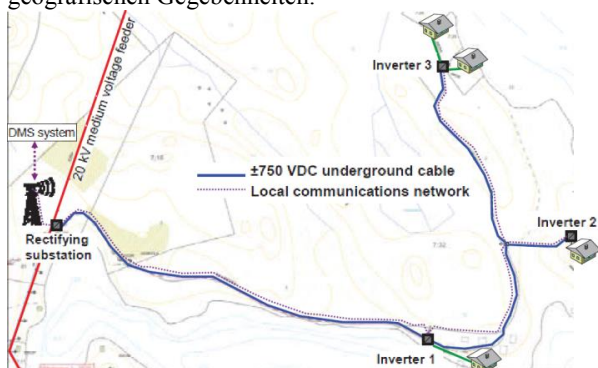 geografischen Gegebenheiten.
Inverter 3
20 kV medium voltage feeder
DMS system
±750 VDC underground cable
Local communications network
Inverter 2
Rectifying
substation
Inverter 1